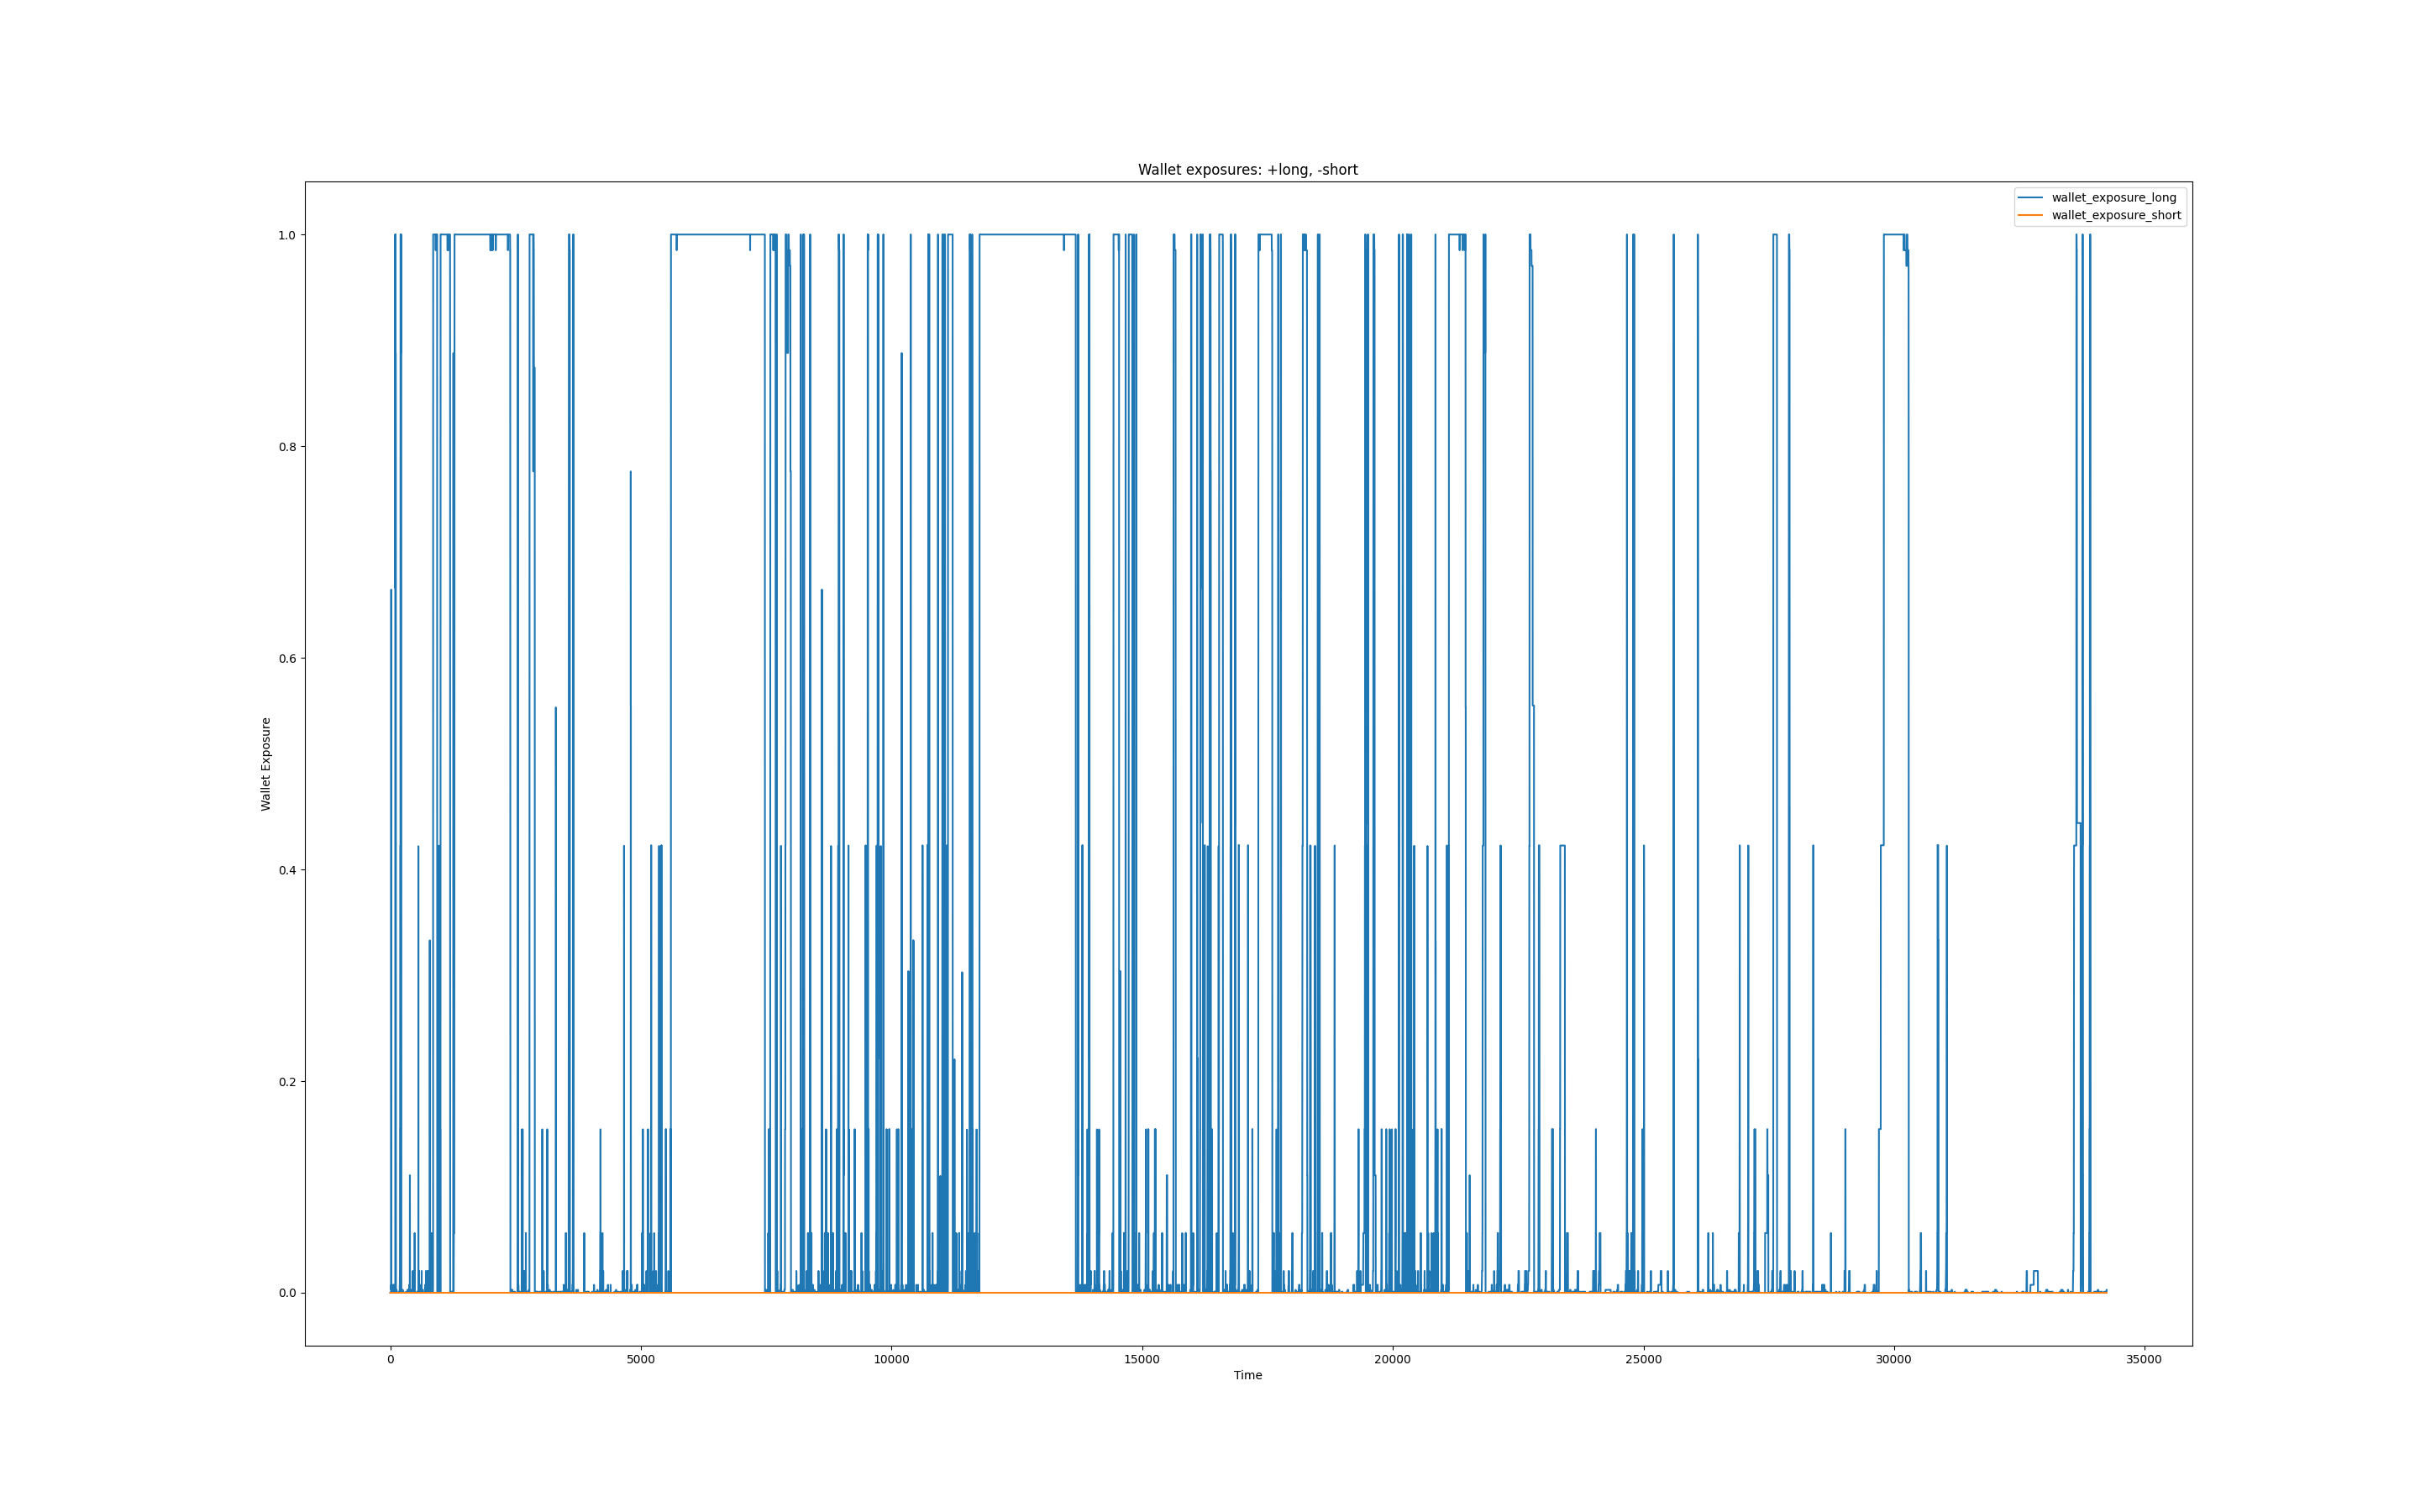 Wallet exposures: +long, -short
wallet_exposure_long
wallet_exposure_short
1.0
0.8
0.6
0.4
0.2
0.0
Wallet Exposure
0 5000 10000 15000 20000 25000 30000 35000
Time